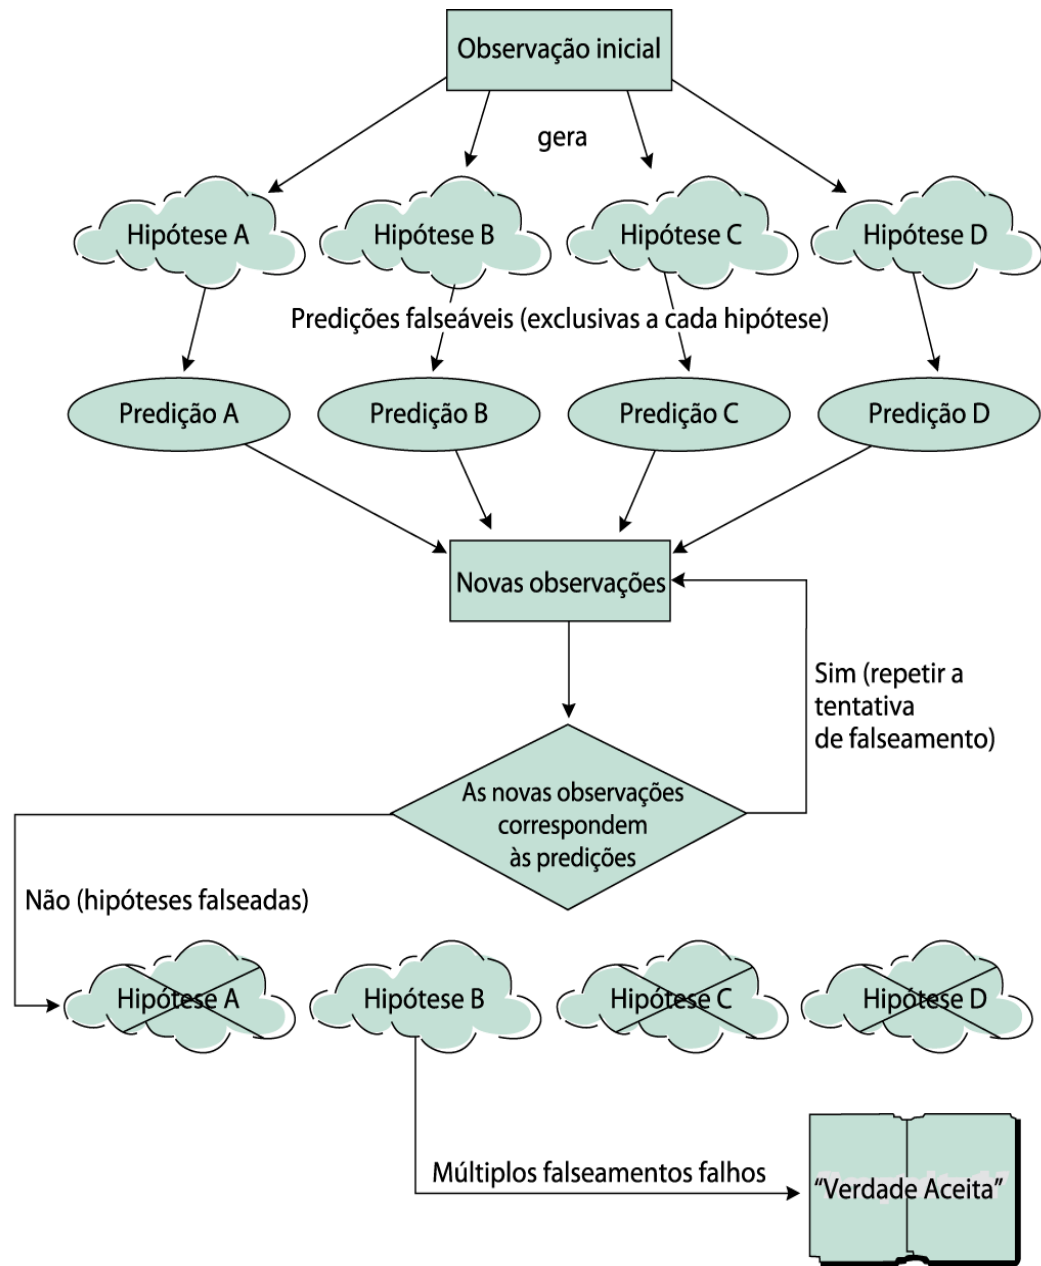 Observação inicial
gera
Hipótese A
Hipótese B
Hipótese C
Hipótese D
Predições falseáveis (exclusivas a cada hipótese)
Predição A
Predição B
Predição C
Predição D
Novas observações
Sim (repetir a
tentativa
de falseamento)
As novas observações
correspondem
às predições
Não (hipóteses falseadas)
Hipótese A
Hipótese B
Hipótese C
Hipótese D
Múltiplos falseamentos falhos
“Verdade Aceita”